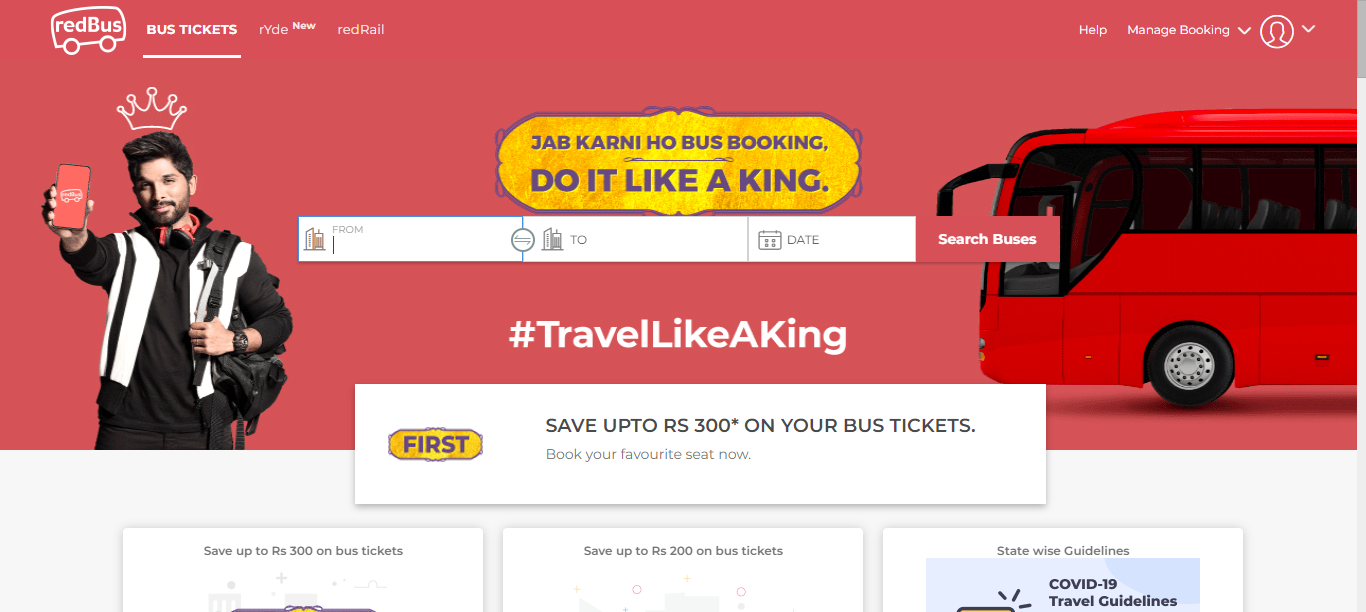 redBus
BUS TICKETS
rYde New
redRail
Help
Manage Booking
redBus
JAB KARNI HO BUS BOOKING,
DO IT LIKE A KING.
FROM
TO
DATE
Search Buses
#TravelLikeAKing
FIRST
SAVE UPTO RS 300* ON YOUR BUS TICKETS.
Book your favourite seat now.
Save up to Rs 300 on bus tickets
Save up to Rs 200 on bus tickets
State wise Guidelines
COVID-19
Travel Guidelines